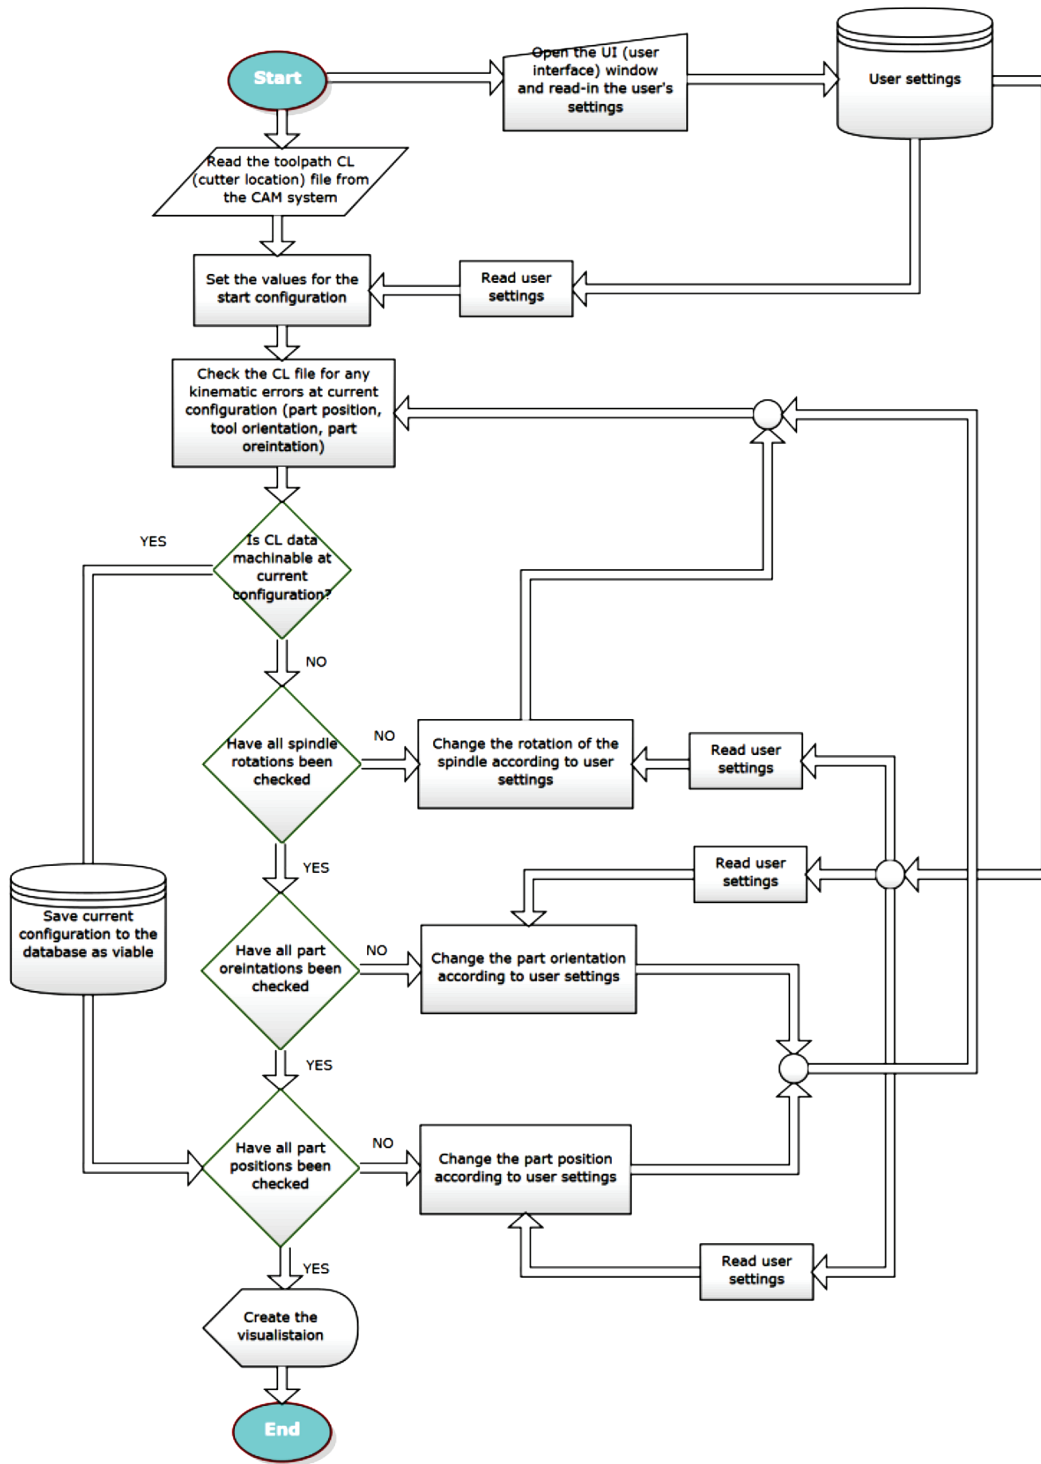 Start
Open the UI (user
interface) window
and read-in the user's
settings
User settings
Read the toolpath CL
(cutter location) file from
the CAM system
Set the values for the
start configuration
Read user
settings
Check the CL file for any
kinematic errors at current
configuration (part position,
tool orientation, part
oreintation)
YES
Is CL data
machinable at
current
configuration?
NO
Have all spindle
rotations been
checked
NO
Change the rotation of the
spindle according to user
settings
Read user
settings
YES
Read user
settings
Save current
configuration to the
database as viable
Have all part
oreintations been
checked
NO
Change the part orientation
according to user settings
YES
Have all part
positions been
checked
NO
Change the part position
according to user settings
Read user
settings
YES
Create the
visualistaion
End